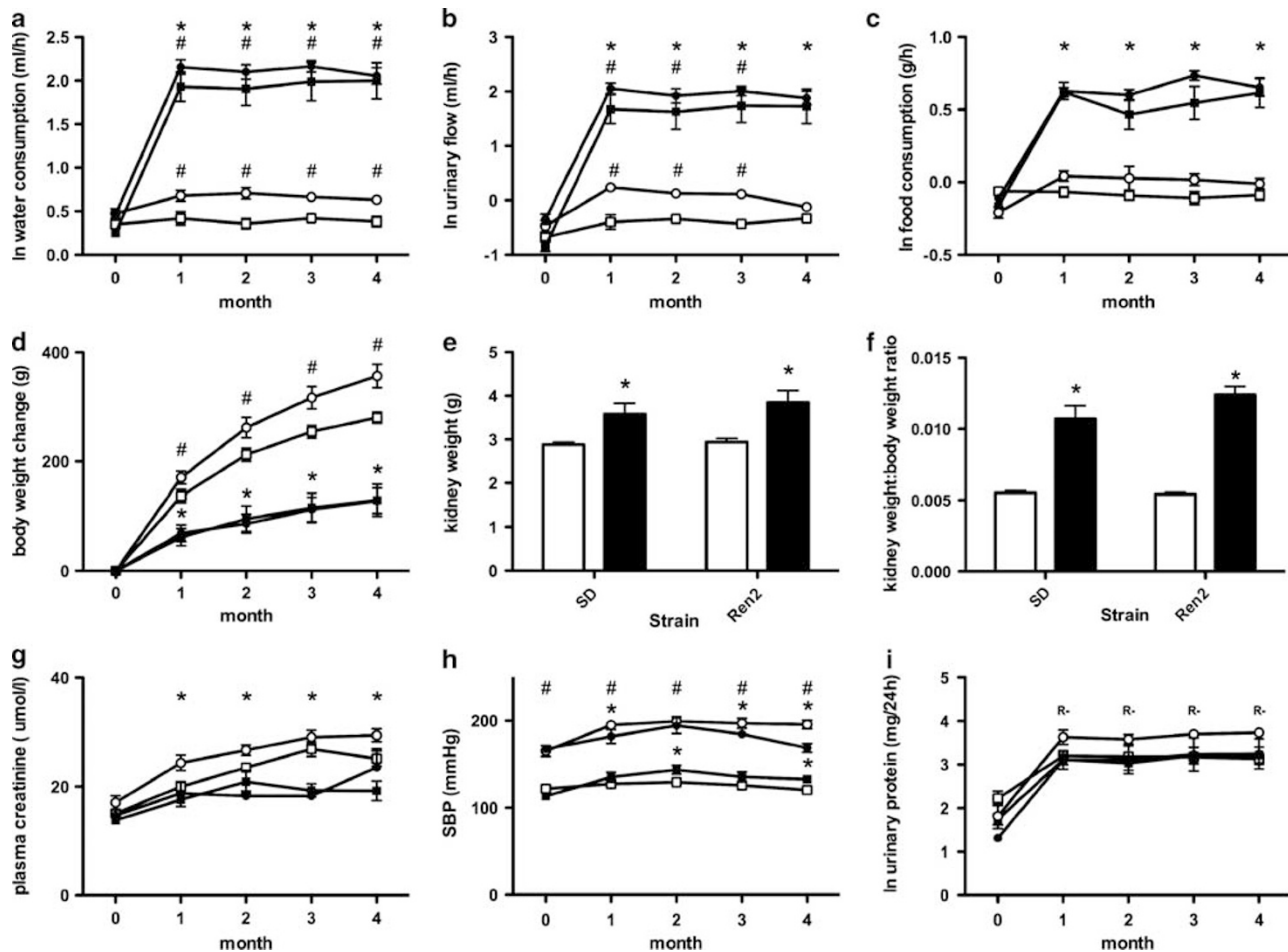 a
* * * *
# # # #
# # # #
ln water consumption (ml/h)
2.5
2.0
1.5
1.0
0.5
0.0
0 1 2 3 4
month
b
* * * *
# # #
# # #
ln urinary flow (ml/h)
3
2
1
0
-1
0 1 2 3 4
month
c
* * * *
ln food consumption (g/h)
1.0
0.5
0.0
-0.5
0 1 2 3 4
month
d
# # # #
* * * *
body weight change (g)
400
200
0
0 1 2 3 4
month
e
* *
kidney weight (g)
5
4
3
2
1
0
SD Ren2
Strain
f
* *
kidney weight:body weight ratio
0.015
0.010
0.005
0.000
SD Ren2
Strain
g
* * * *
plasma creatinine ( umol/l)
40
20
0
0 1 2 3 4
month
h
# # # # #
* * *
* *
SBP (mmHg)
200
100
0
0 1 2 3 4
month
i
R- R- R- R-
ln urinary protein (mg/24h)
5
4
3
2
1
0
0 1 2 3 4
month